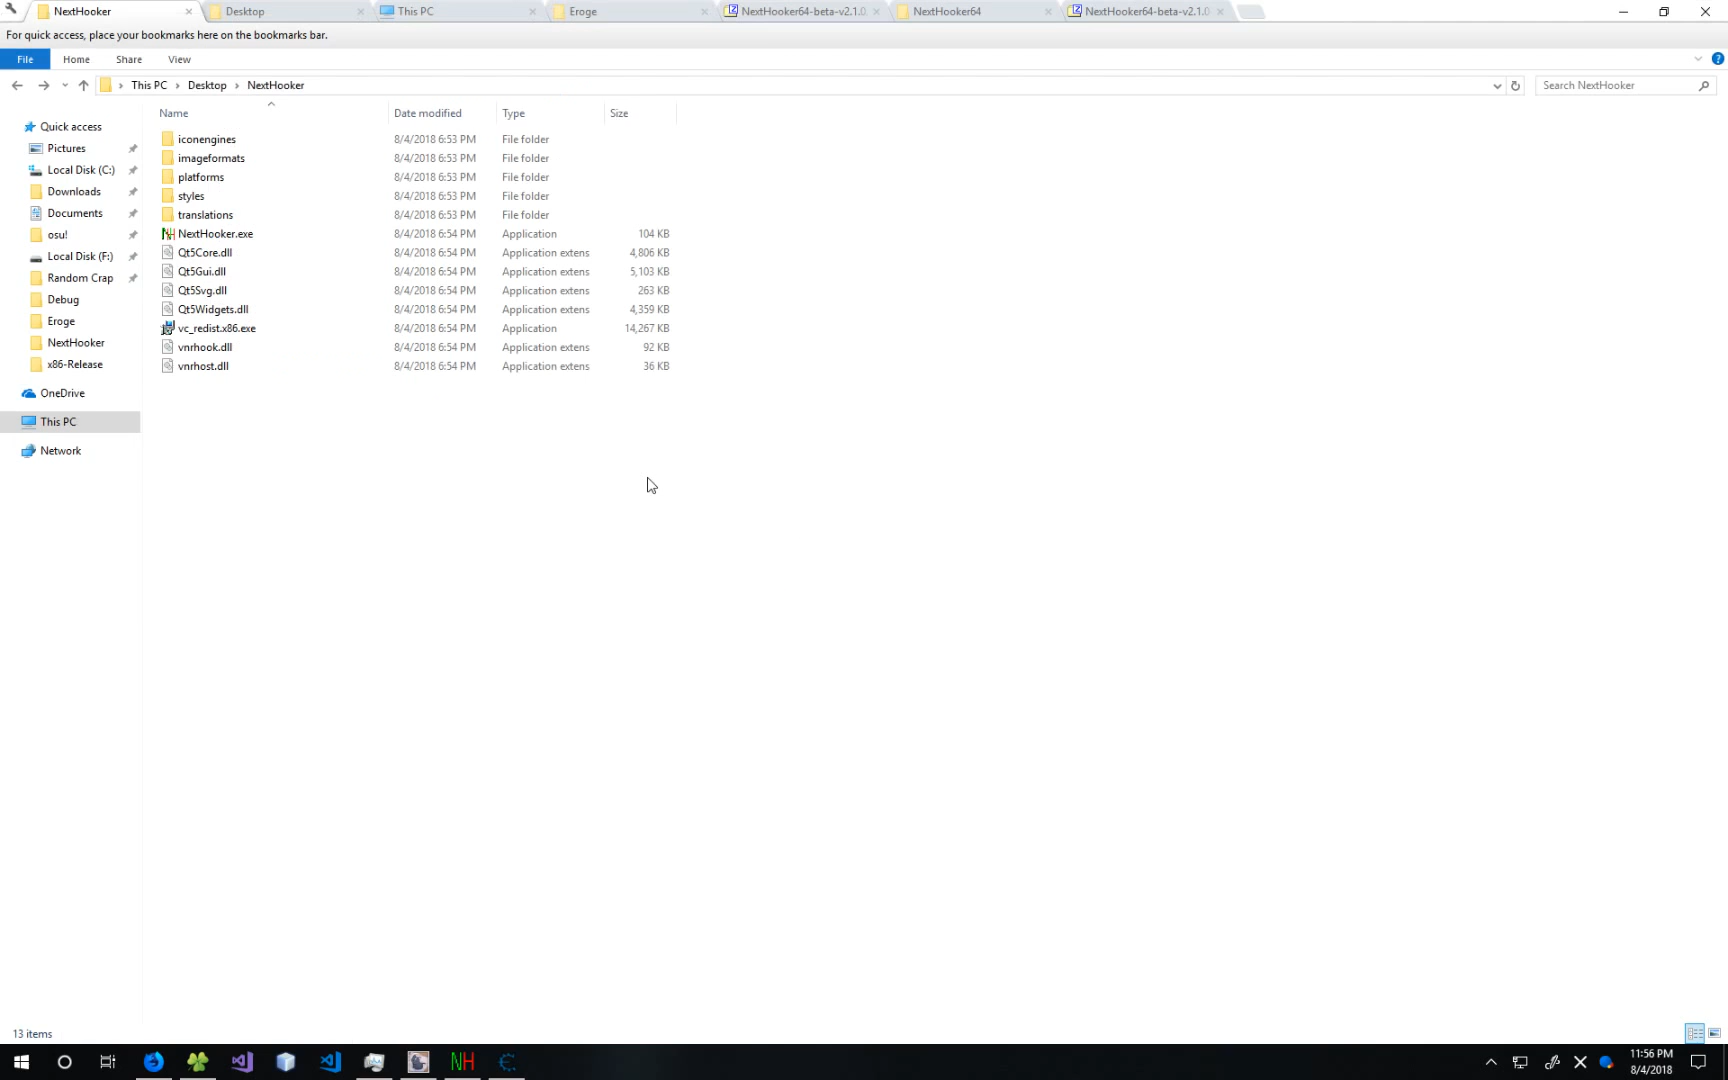 NextHooker
Desktop
This PC
Eroge
NextHooker64-beta-v2.1.0.
NextHooker64
NextHooker64-beta-v2.1.0
For quick access, place your bookmarks here on the bookmarks bar.
File Home Share View
This PC › Desktop › NextHooker
Search NextHooker
Name Date modified Type Size
Quick access
Pictures
Local Disk (C:)
Downloads
Documents
osu!
Local Disk (F:)
Random Crap
Debug
Eroge
NextHooker
x86-Release
OneDrive
This PC
Network
iconengines 8/4/2018 6:53 PM File folder
imageformats 8/4/2018 6:53 PM File folder
platforms 8/4/2018 6:53 PM File folder
styles 8/4/2018 6:53 PM File folder
translations 8/4/2018 6:53 PM File folder
NextHooker.exe 8/4/2018 6:54 PM Application 104 KB
Qt5Core.dll 8/4/2018 6:54 PM Application extens 4,806 KB
Qt5Gui.dll 8/4/2018 6:54 PM Application extens 5,103 KB
Qt5Svg.dll 8/4/2018 6:54 PM Application extens 263 KB
Qt5Widgets.dll 8/4/2018 6:54 PM Application extens 4,359 KB
vc_redist.x86.exe 8/4/2018 6:54 PM Application 14,267 KB
vnrhook.dll 8/4/2018 6:54 PM Application extens 92 KB
vnrhost.dll 8/4/2018 6:54 PM Application extens 36 KB
13 items
NH
11:56 PM
8/4/2018